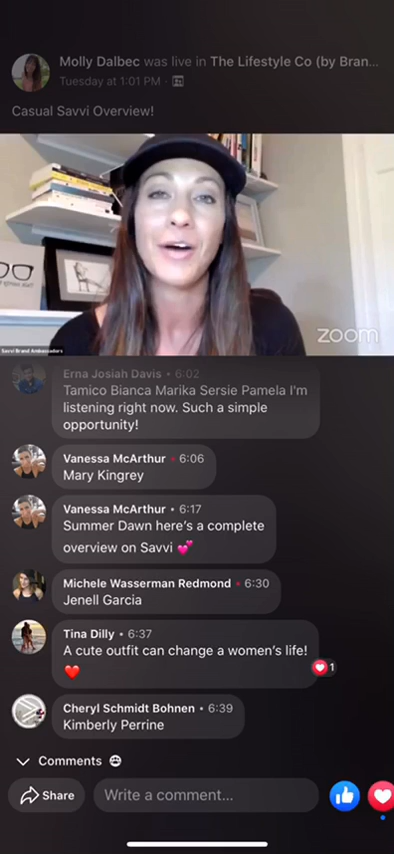 Molly Dalbec was live in The Lifestyle Co (by Bran...
Tuesday at 1:01 PM ·
Casual Savvi Overview!
zoom
Savvi Brand Ambassadors
Erna Josiah Davis • 6:02
Tamico Bianca Marika Sersie Pamela I'm
listening right now. Such a simple
opportunity!
Vanessa McArthur • 6:06
Mary Kingrey
Vanessa McArthur • 6:17
Summer Dawn here's a complete
overview on Savvi 💕
Michele Wasserman Redmond • 6:30
Jenell Garcia
Tina Dilly • 6:37
A cute outfit can change a women's life!
❤️
1
Cheryl Schmidt Bohnen • 6:39
Kimberly Perrine
Comments
Share
Write a comment...